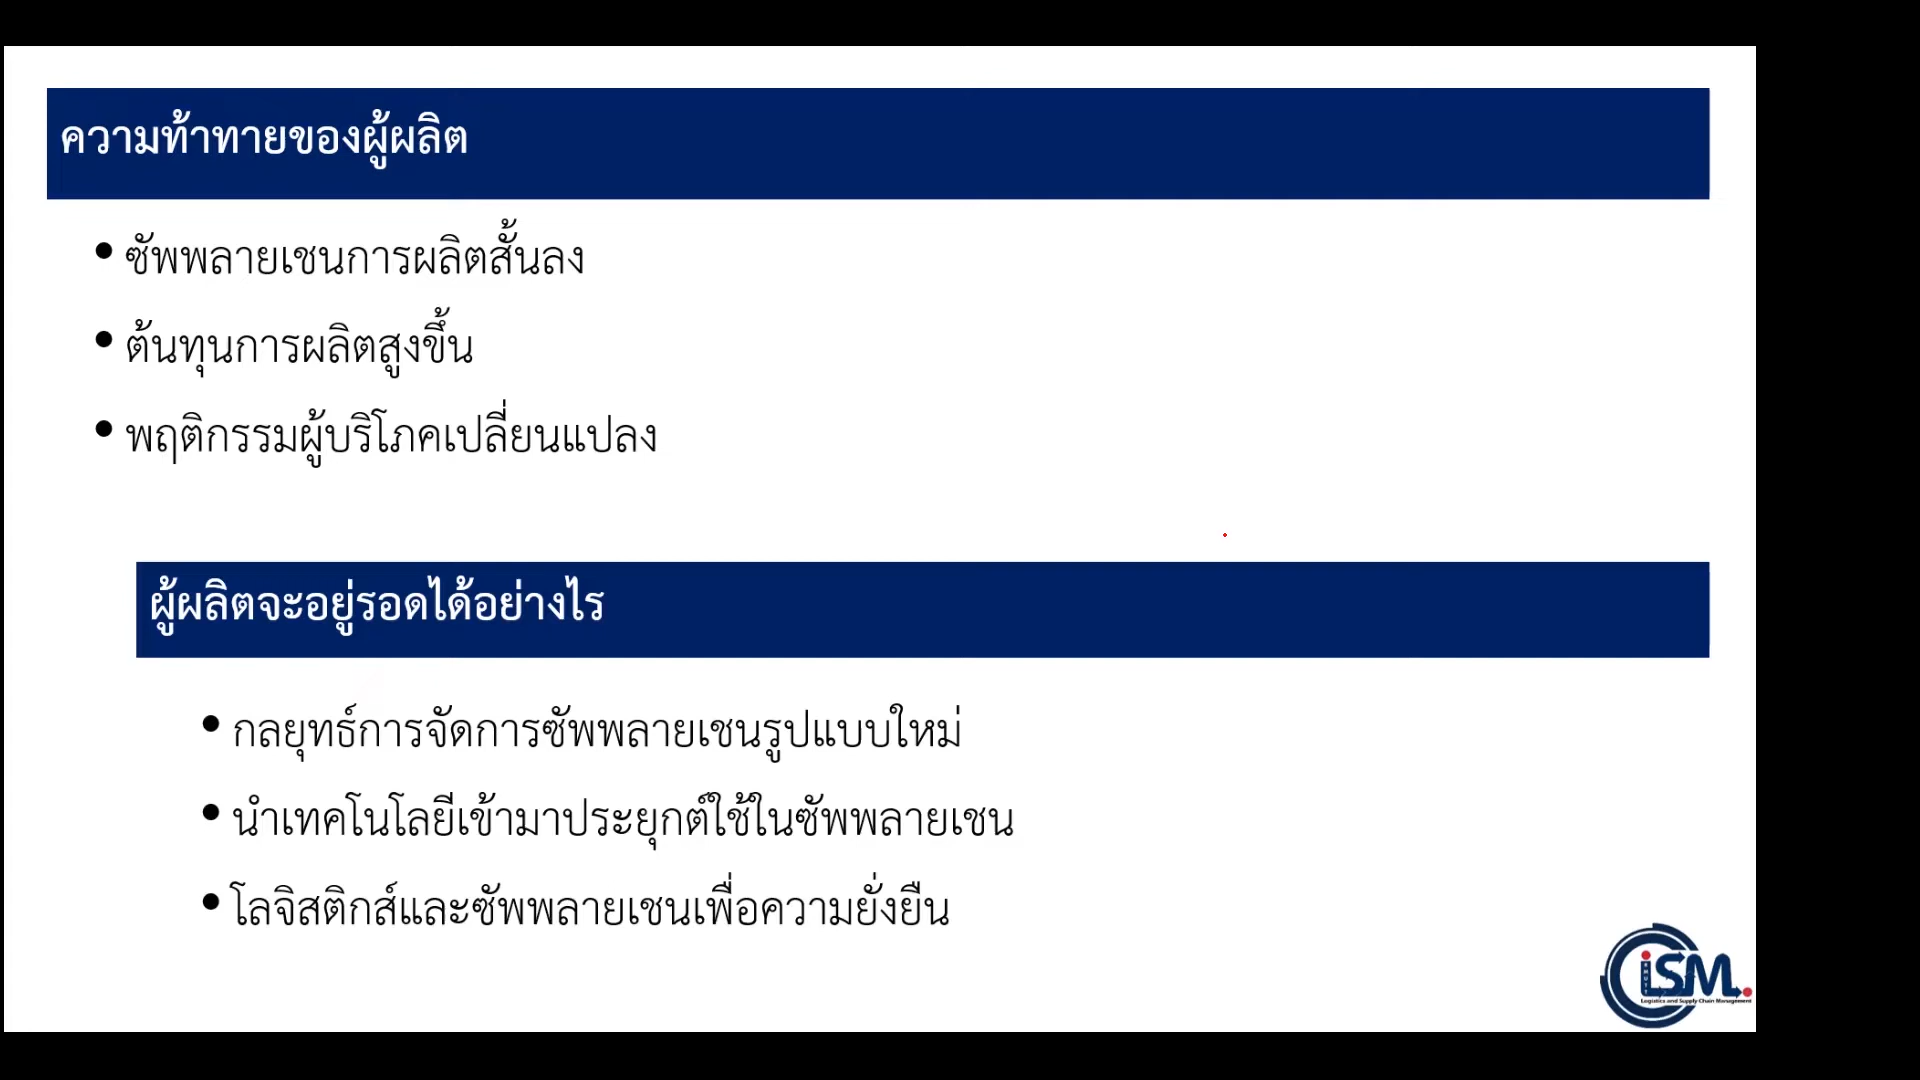 ความท้าทายของผู้ผลิต
• ซัพพลายเชนการผลิตสั้นลง
• ต้นทุนการผลิตสูงขึ้น
• พฤติกรรมผู้บริโภคเปลี่ยนแปลง
ผู้ผลิตจะอยู่รอดได้อย่างไร
• กลยุทธ์การจัดการซัพพลายเชนรูปแบบใหม่
• นำเทคโนโลยีเข้ามาประยุกต์ใช้ในซัพพลายเชน
• โลจิสติกส์และซัพพลายเชนเพื่อความยั่งยืน
iSM.
Logistics and Supply Chain Management